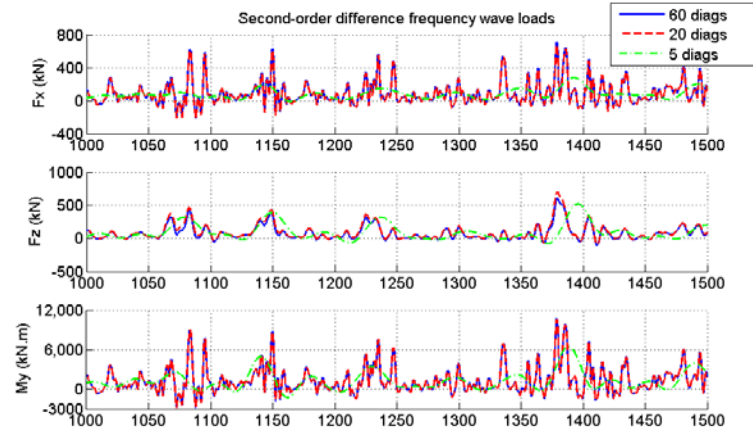 Second-order difference frequency wave loads
60 diags
20 diags
5 diags
Fx (kN)
800
400
0
-400
1000 1050 1100 1150 1200 1250 1300 1350 1400 1450 1500
Fz (kN)
1000
500
0
-500
1000 1050 1100 1150 1200 1250 1300 1350 1400 1450 1500
My (kN.m)
12,000
6,000
0
-3000
1000 1050 1100 1150 1200 1250 1300 1350 1400 1450 1500